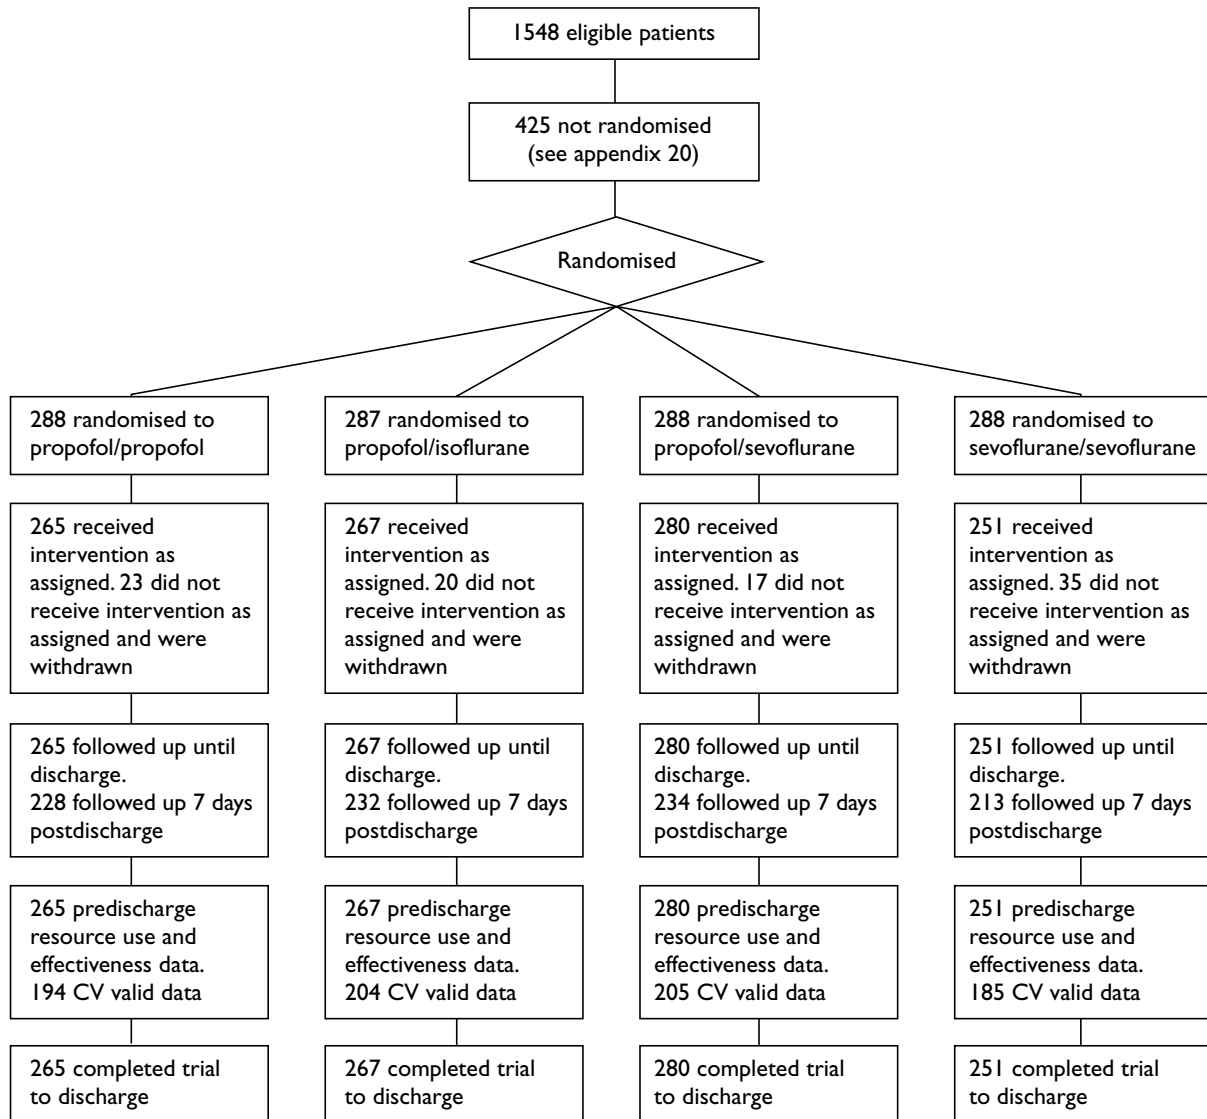 1548 eligible patients
425 not randomised
(see appendix 20)
Randomised
288 randomised to
propofol/propofol
287 randomised to
propofol/isoflurane
288 randomised to
propofol/sevoflurane
288 randomised to
sevoflurane/sevoflurane
265 received
intervention as
assigned. 23 did not
receive intervention as
assigned and were
withdrawn
267 received
intervention as
assigned. 20 did not
receive intervention as
assigned and were
withdrawn
280 received
intervention as
assigned. 17 did not
receive intervention as
assigned and were
withdrawn
251 received
intervention as
assigned. 35 did not
receive intervention as
assigned and were
withdrawn
265 followed up until
discharge.
228 followed up 7 days
postdischarge
267 followed up until
discharge.
232 followed up 7 days
postdischarge
280 followed up until
discharge.
234 followed up 7 days
postdischarge
251 followed up until
discharge.
213 followed up 7 days
postdischarge
265 predischarge
resource use and
effectiveness data.
194 CV valid data
267 predischarge
resource use and
effectiveness data.
204 CV valid data
280 predischarge
resource use and
effectiveness data.
205 CV valid data
251 predischarge
resource use and
effectiveness data.
185 CV valid data
265 completed trial
to discharge
267 completed trial
to discharge
280 completed trial
to discharge
251 completed trial
to discharge